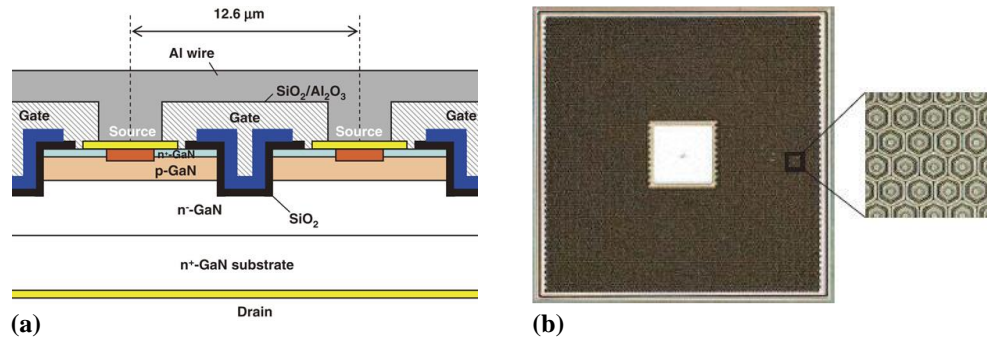 12.6 μm
Al wire
SiO₂/Al₂O₃
Gate
Source
Gate
Source
Gate
n⁺-GaN
p-GaN
n⁻-GaN
SiO₂
n⁺-GaN substrate
Drain
(a)
(b)